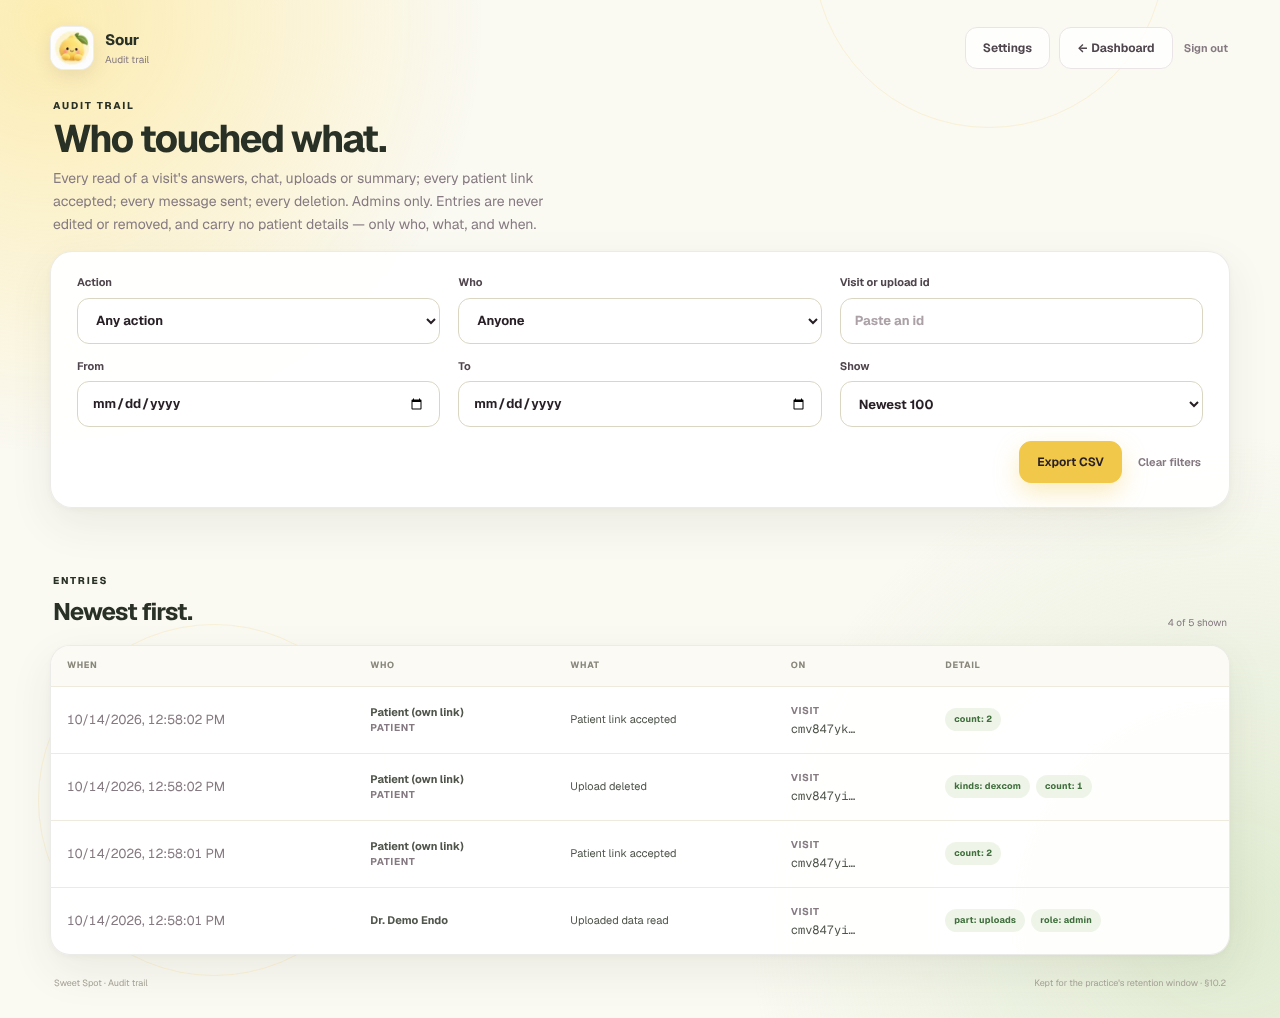 Sour
Audit trail
Settings
← Dashboard
Sign out
AUDIT TRAIL
Who touched what.
Every read of a visit's answers, chat, uploads or summary; every patient link
accepted; every message sent; every deletion. Admins only. Entries are never
edited or removed, and carry no patient details — only who, what, and when.
Action
Who
Visit or upload id
Any action
Anyone
Paste an id
From
To
Show
mm/dd/yyyy
mm/dd/yyyy
Newest 100
Export CSV
Clear filters
ENTRIES
Newest first.
4 of 5 shown
WHEN WHO WHAT ON DETAIL
10/14/2026, 12:58:02 PM
Patient (own link)
PATIENT
Patient link accepted
VISIT
cmv847yk…
count: 2
10/14/2026, 12:58:02 PM
Patient (own link)
PATIENT
Upload deleted
VISIT
cmv847yi…
kinds: dexcom
count: 1
10/14/2026, 12:58:01 PM
Patient (own link)
PATIENT
Patient link accepted
VISIT
cmv847yi…
count: 2
10/14/2026, 12:58:01 PM
Dr. Demo Endo
Uploaded data read
VISIT
cmv847yi…
part: uploads
role: admin
Sweet Spot · Audit trail
Kept for the practice's retention window · §10.2